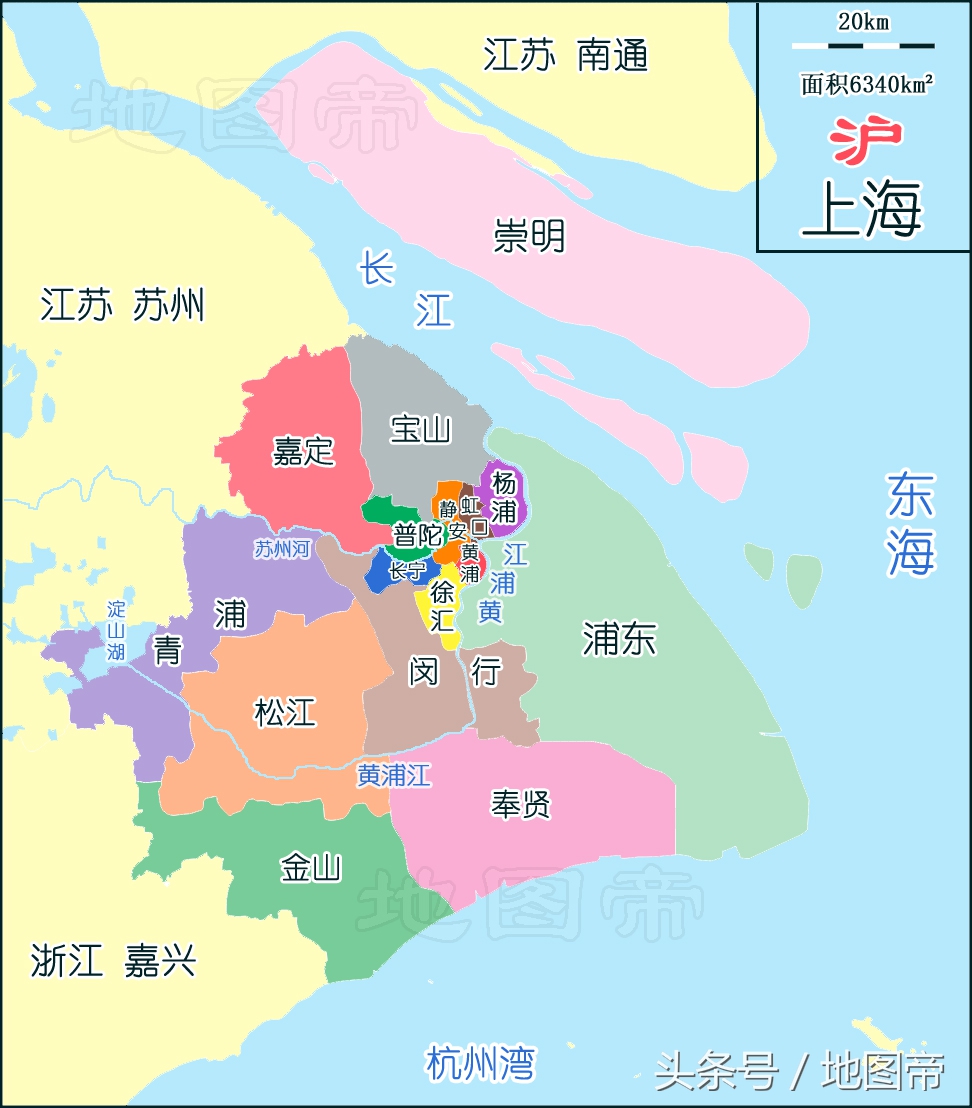 20km
面积6340km²
沪
上海
江苏 南通
地图帝
崇明
长江
江苏 苏州
宝山
嘉定
杨浦
东海
静安
虹口
普陀
苏州河
长宁
黄浦
黄浦江
徐汇
淀山湖
青浦
浦东
闵行
松江
黄浦江
奉贤
金山
地图帝
浙江 嘉兴
杭州湾
头条号 / 地图帝